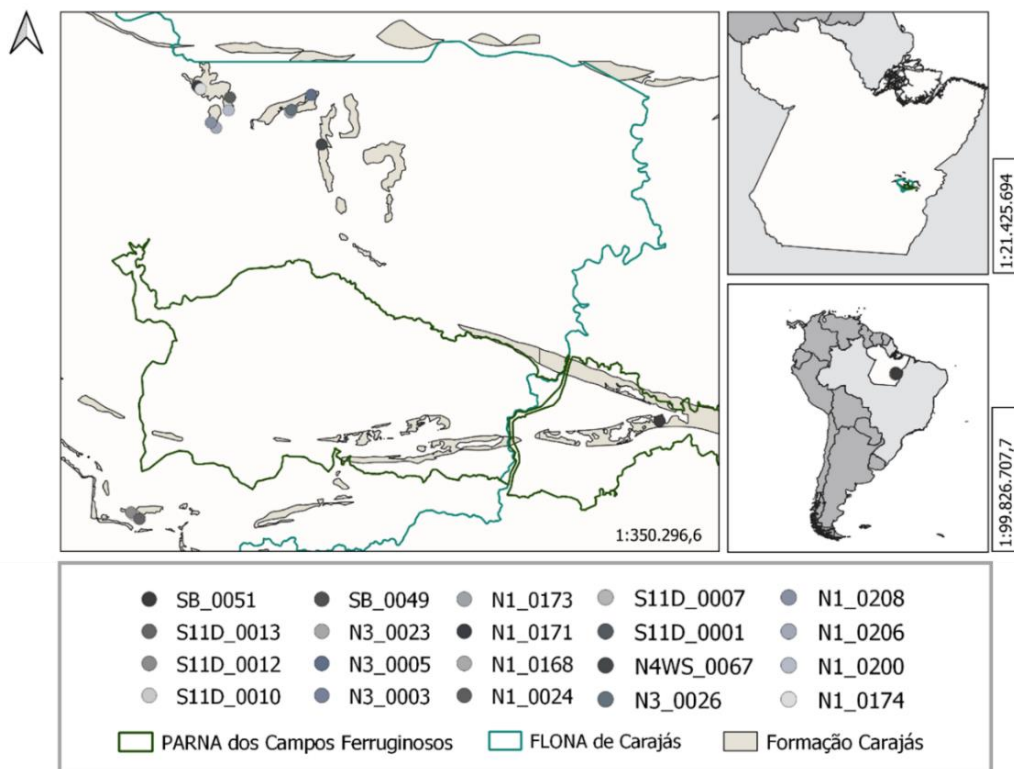 1:350.296,6
1:21.425.694
1:99.826.707,7
SB_0051 SB_0049 N1_0173 S11D_0007 N1_0208
S11D_0013 N3_0023 N1_0171 S11D_0001 N1_0206
S11D_0012 N3_0005 N1_0168 N4WS_0067 N1_0200
S11D_0010 N3_0003 N1_0024 N3_0026 N1_0174
PARNA dos Campos Ferruginosos FLONA de Carajás Formação Carajás